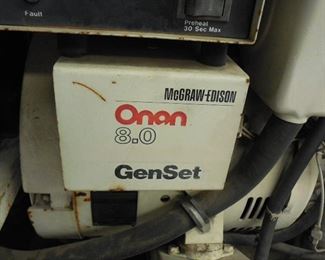 Fault
Preheat
30 Sec Max
McGRAW-EDISON
Onan
8.0
GenSet